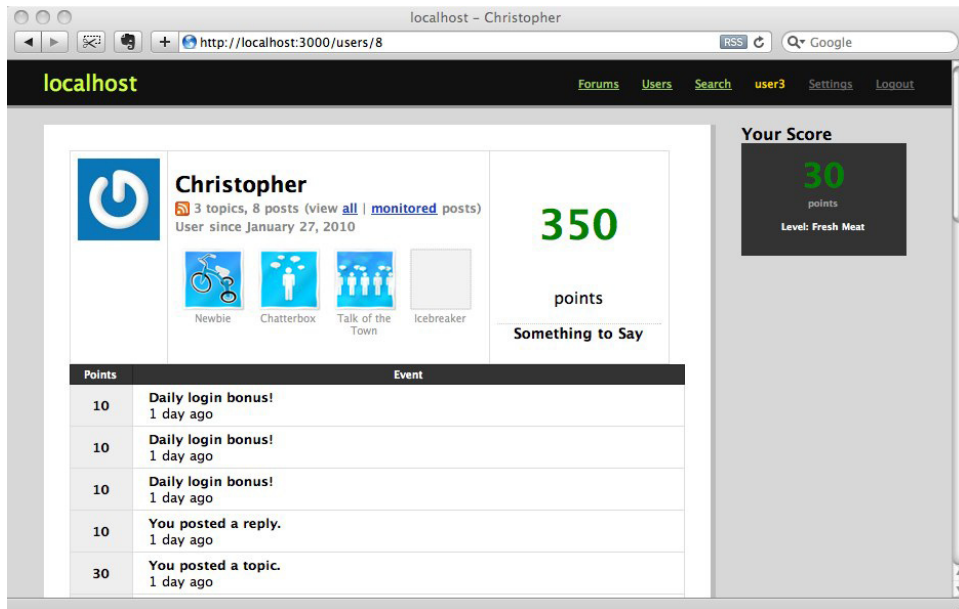 localhost – Christopher
http://localhost:3000/users/8
RSS
Google
localhost
Forums Users Search user3 Settings Logout
Your Score
30
points
Level: Fresh Meat
Christopher
3 topics, 8 posts (view all | monitored posts)
User since January 27, 2010
Newbie
Chatterbox
Talk of the
Town
Icebreaker
350
points
Something to Say
Points Event
10 Daily login bonus!
1 day ago
10 Daily login bonus!
1 day ago
10 Daily login bonus!
1 day ago
10 You posted a reply.
1 day ago
30 You posted a topic.
1 day ago